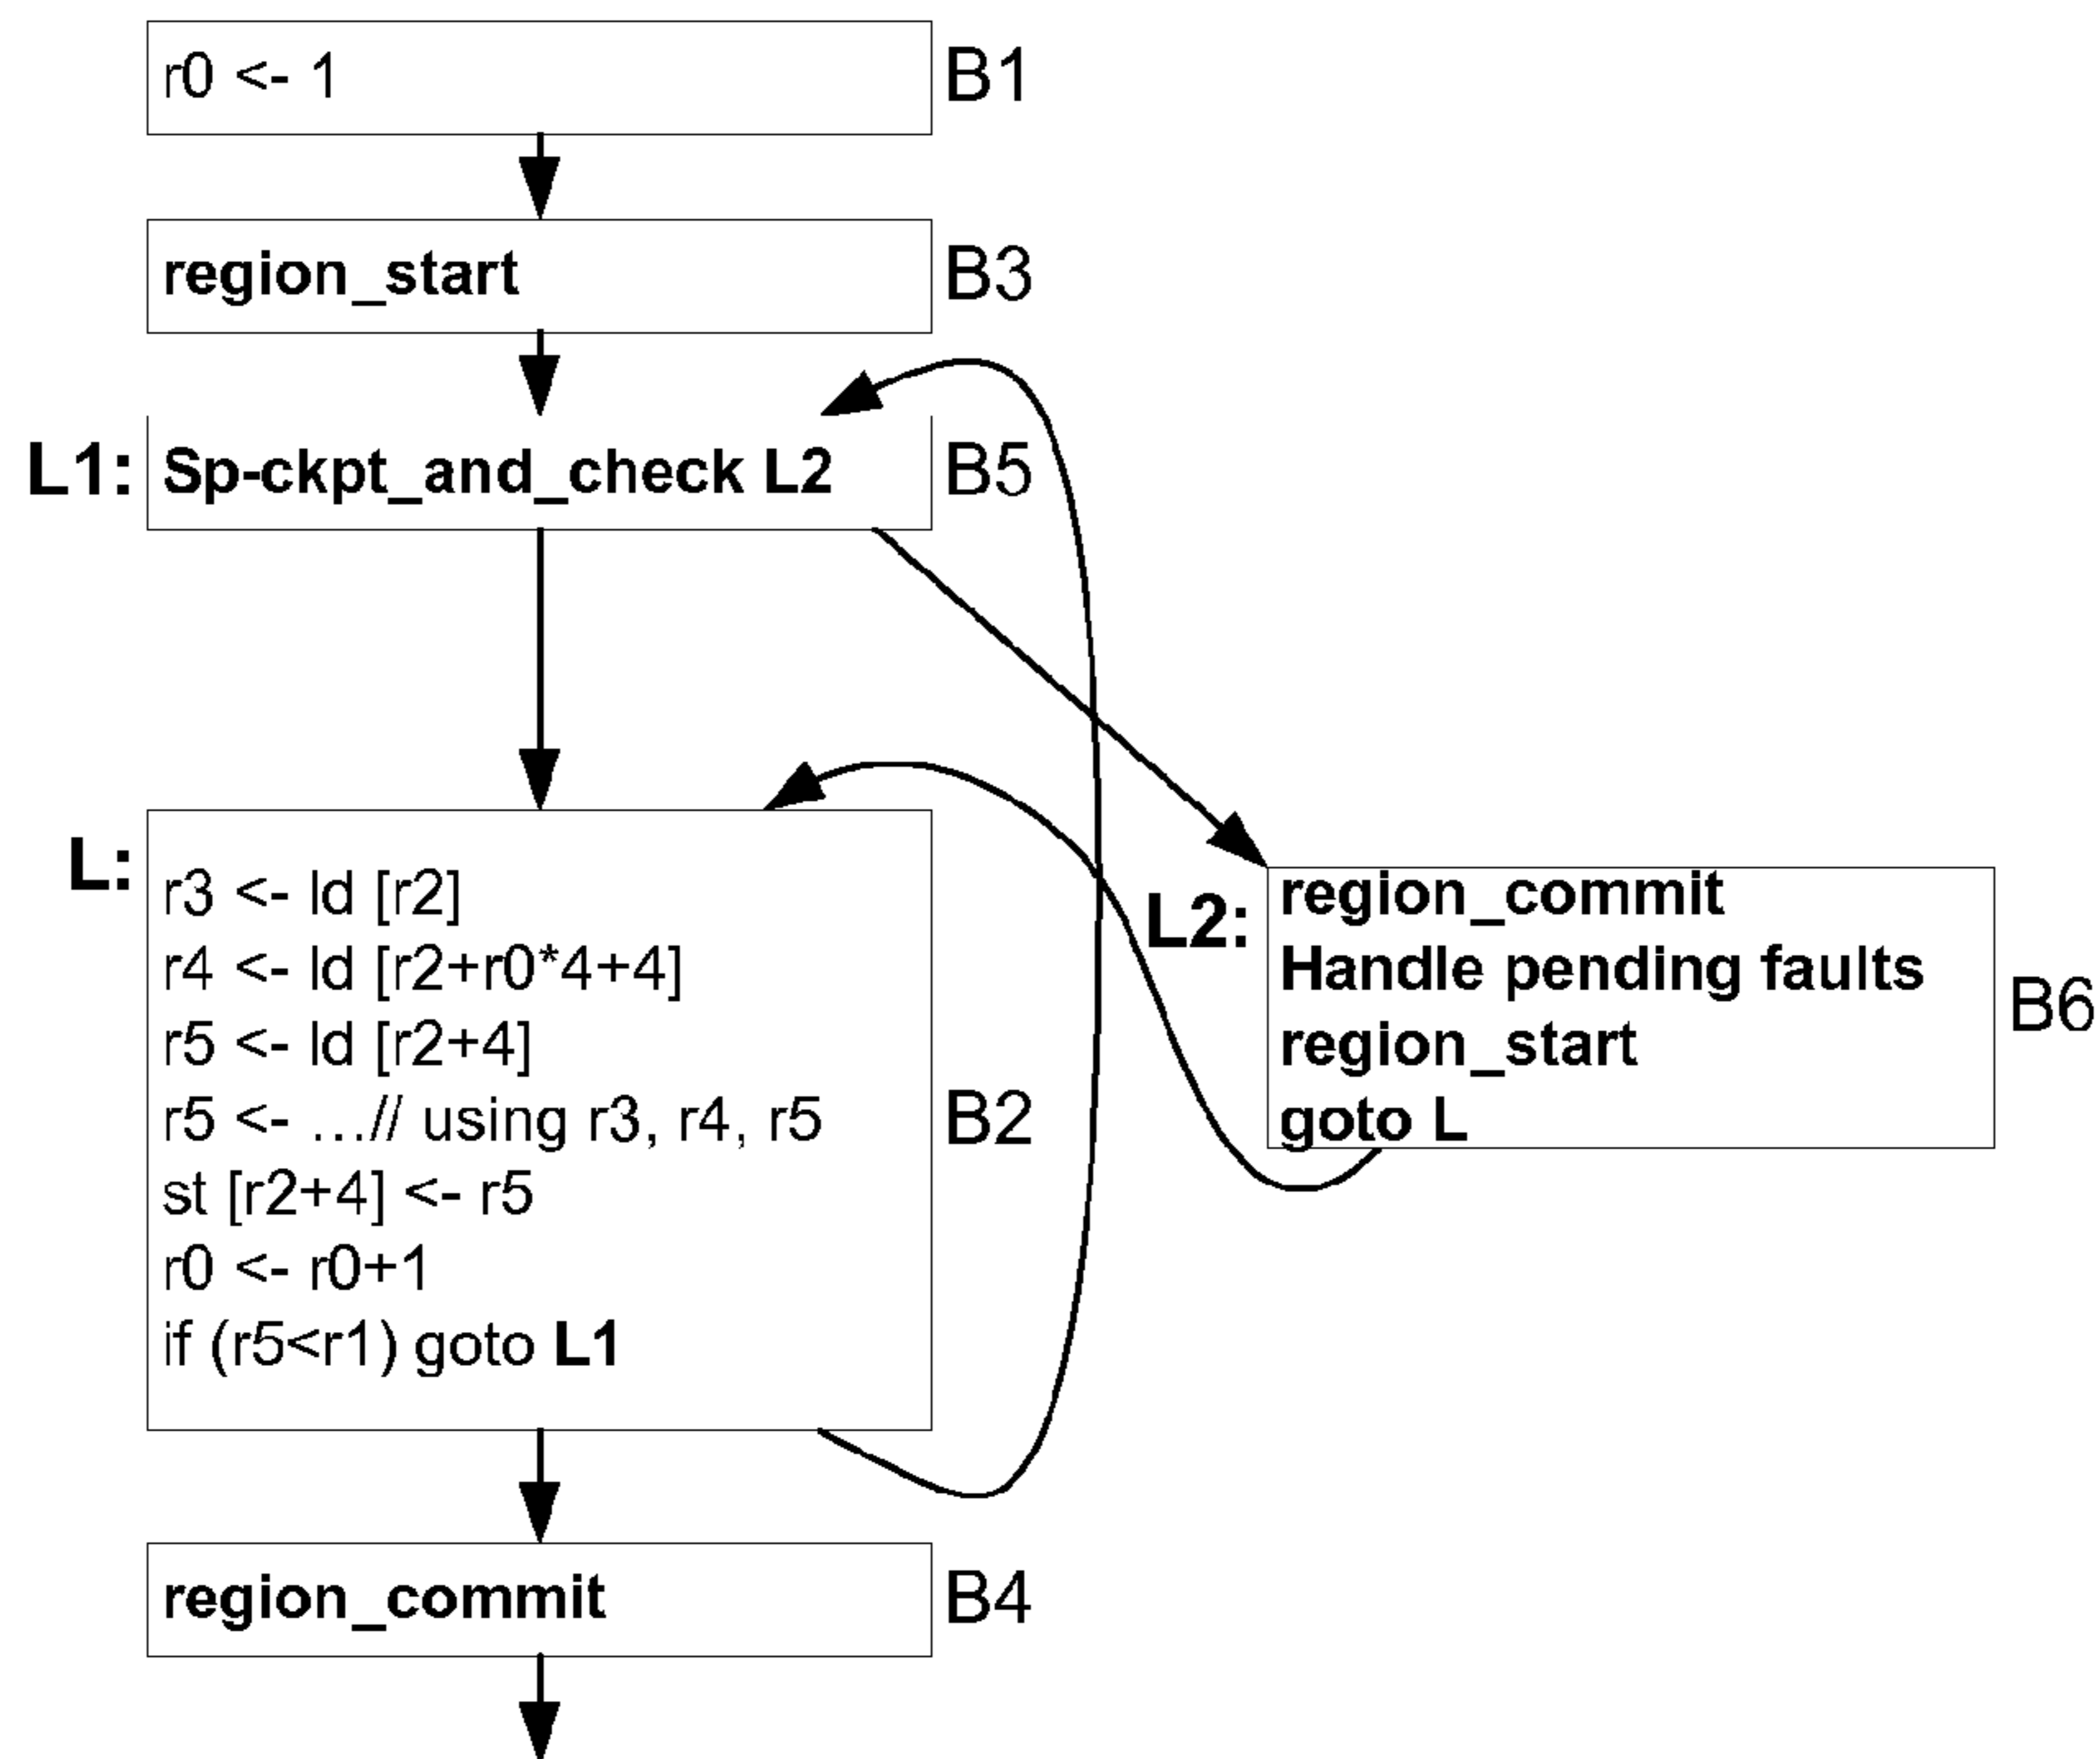 r0 <- 1
B1
region_start
B3
L1:
Sp-ckpt_and_check L2
B5
L:
r3 <- ld [r2]
r4 <- ld [r2+r0*4+4]
r5 <- ld [r2+4]
r5 <- ...// using r3, r4, r5
st [r2+4] <- r5
r0 <- r0+1
if (r5<r1) goto L1
B2
L2:
region_commit
Handle pending faults
region_start
goto L
B6
region_commit
B4